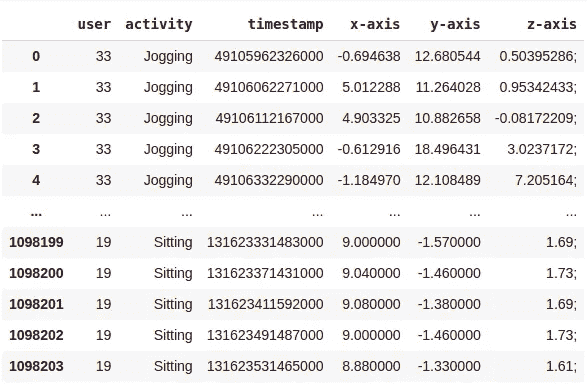 user activity timestamp x-axis y-axis z-axis
0 33 Jogging 49105962326000 -0.694638 12.680544 0.50395286;
1 33 Jogging 49106062271000 5.012288 11.264028 0.95342433;
2 33 Jogging 49106112167000 4.903325 10.882658 -0.08172209;
3 33 Jogging 49106222305000 -0.612916 18.496431 3.0237172;
4 33 Jogging 49106332290000 -1.184970 12.108489 7.205164;
... ... ... ... ... ... ...
1098199 19 Sitting 131623331483000 9.000000 -1.570000 1.69;
1098200 19 Sitting 131623371431000 9.040000 -1.460000 1.73;
1098201 19 Sitting 131623411592000 9.080000 -1.380000 1.69;
1098202 19 Sitting 131623491487000 9.000000 -1.460000 1.73;
1098203 19 Sitting 131623531465000 8.880000 -1.330000 1.61;